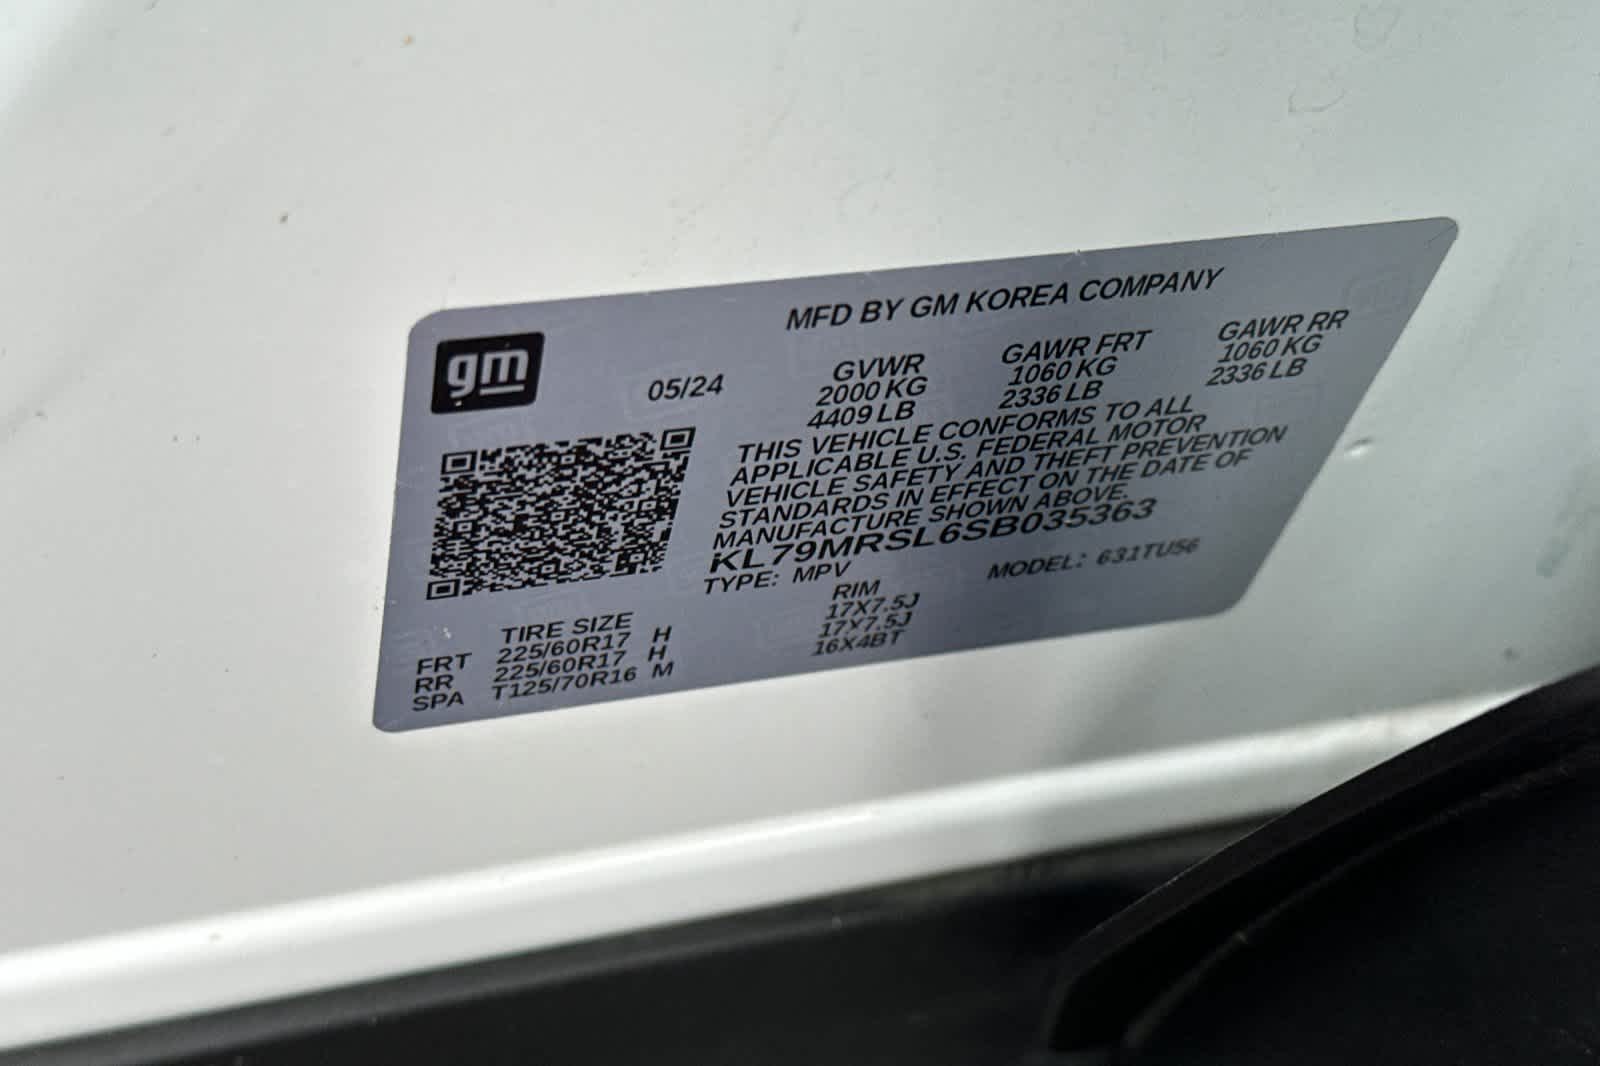 MFD BY GM KOREA COMPANY
gm
05/24
GVWR GAWR FRT GAWR RR
2000 KG 1060 KG 1060 KG
4409 LB 2336 LB 2336 LB
THIS VEHICLE CONFORMS TO ALL
APPLICABLE U.S. FEDERAL MOTOR
VEHICLE SAFETY AND THEFT PREVENTION
STANDARDS IN EFFECT ON THE DATE OF
MANUFACTURE SHOWN ABOVE.
KL79MRSL6SB035363
TYPE: MPV MODEL: 631TU56
TIRE SIZE RIM
FRT 225/60R17 H 17X7.5J
RR 225/60R17 H 17X7.5J
SPA T125/70R16 M 16X4BT